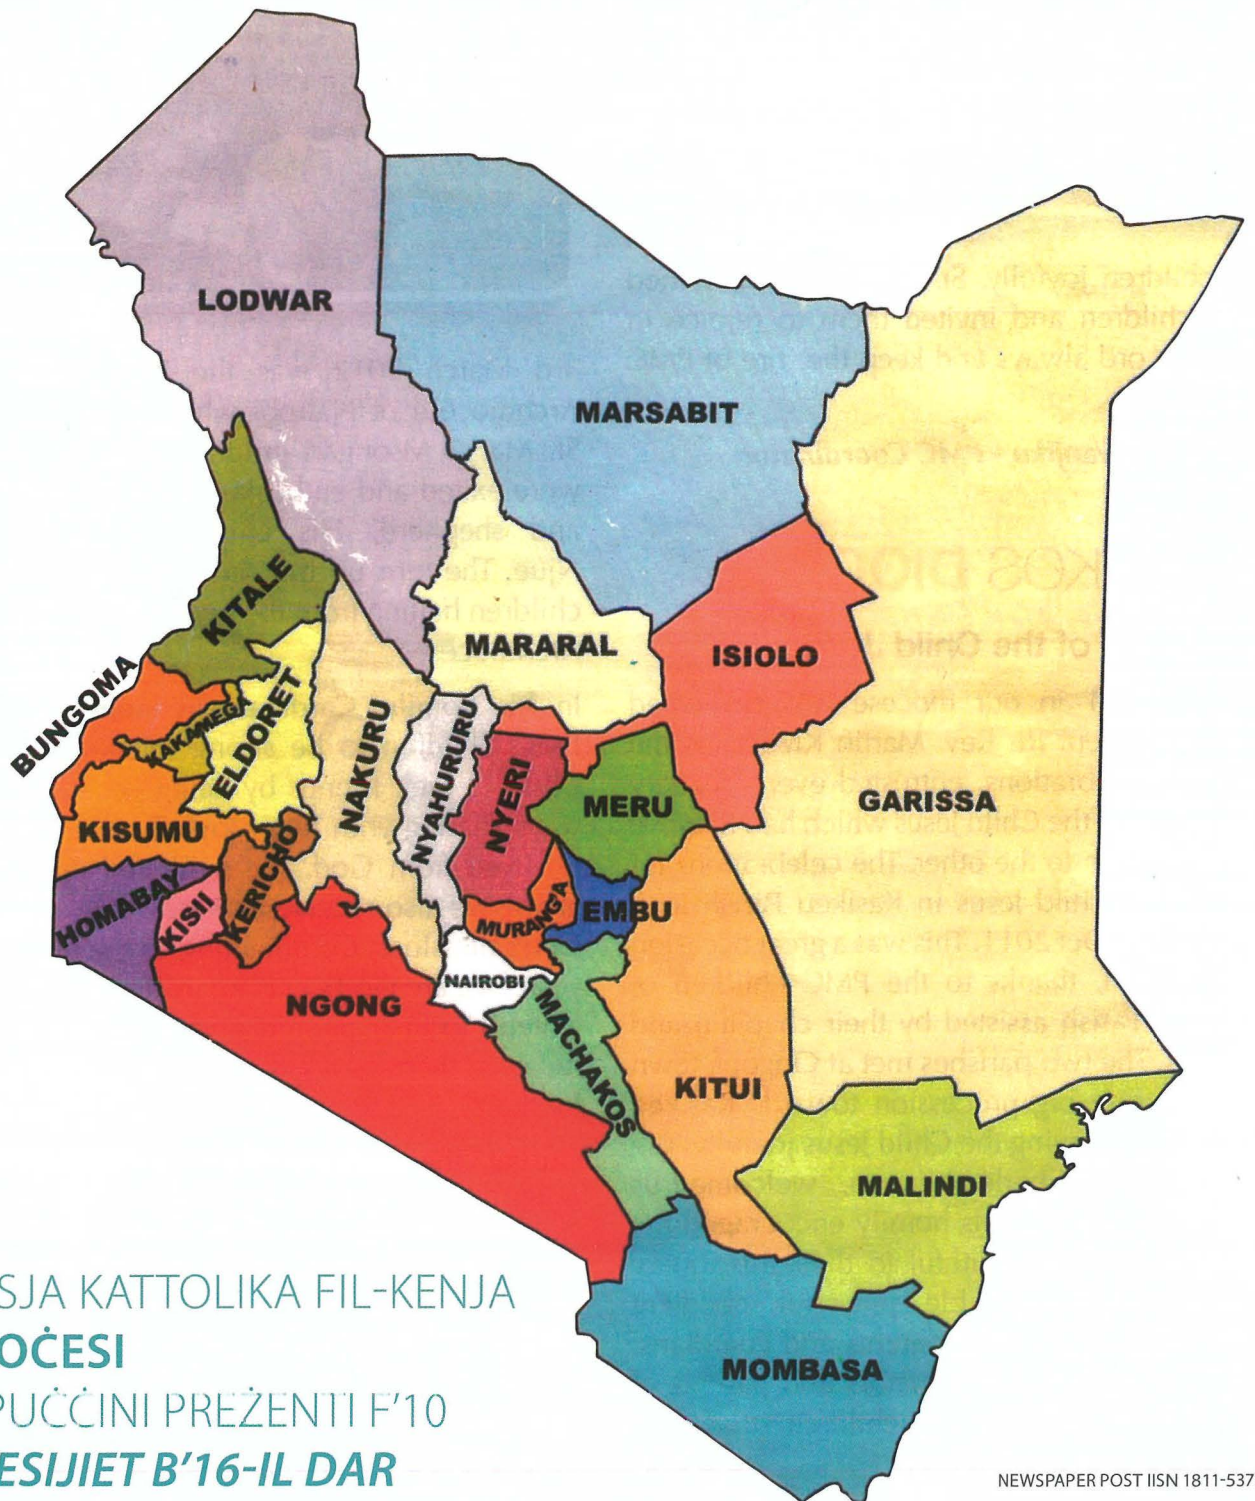 LODWAR
MARSABIT
KITALE
MARARAL
ISIOLO
BUNGOMA
KAKAMEGA
ELDORET
NAKURU
NYAHURURU
NYERI
MERU
GARISSA
KISUMU
KERICHO
HOMABAY
KISII
MURANG'A
EMBU
NAIROBI
NGONG
MACHAKOS
KITUI
MALINDI
MOMBASA
SJA KATTOLIKA FIL-KENJA
OĊESI
PUĊĊINI PREŻENTI F'10
ESIJIET B'16-IL DAR
NEWSPAPER POST IISN 1811-537